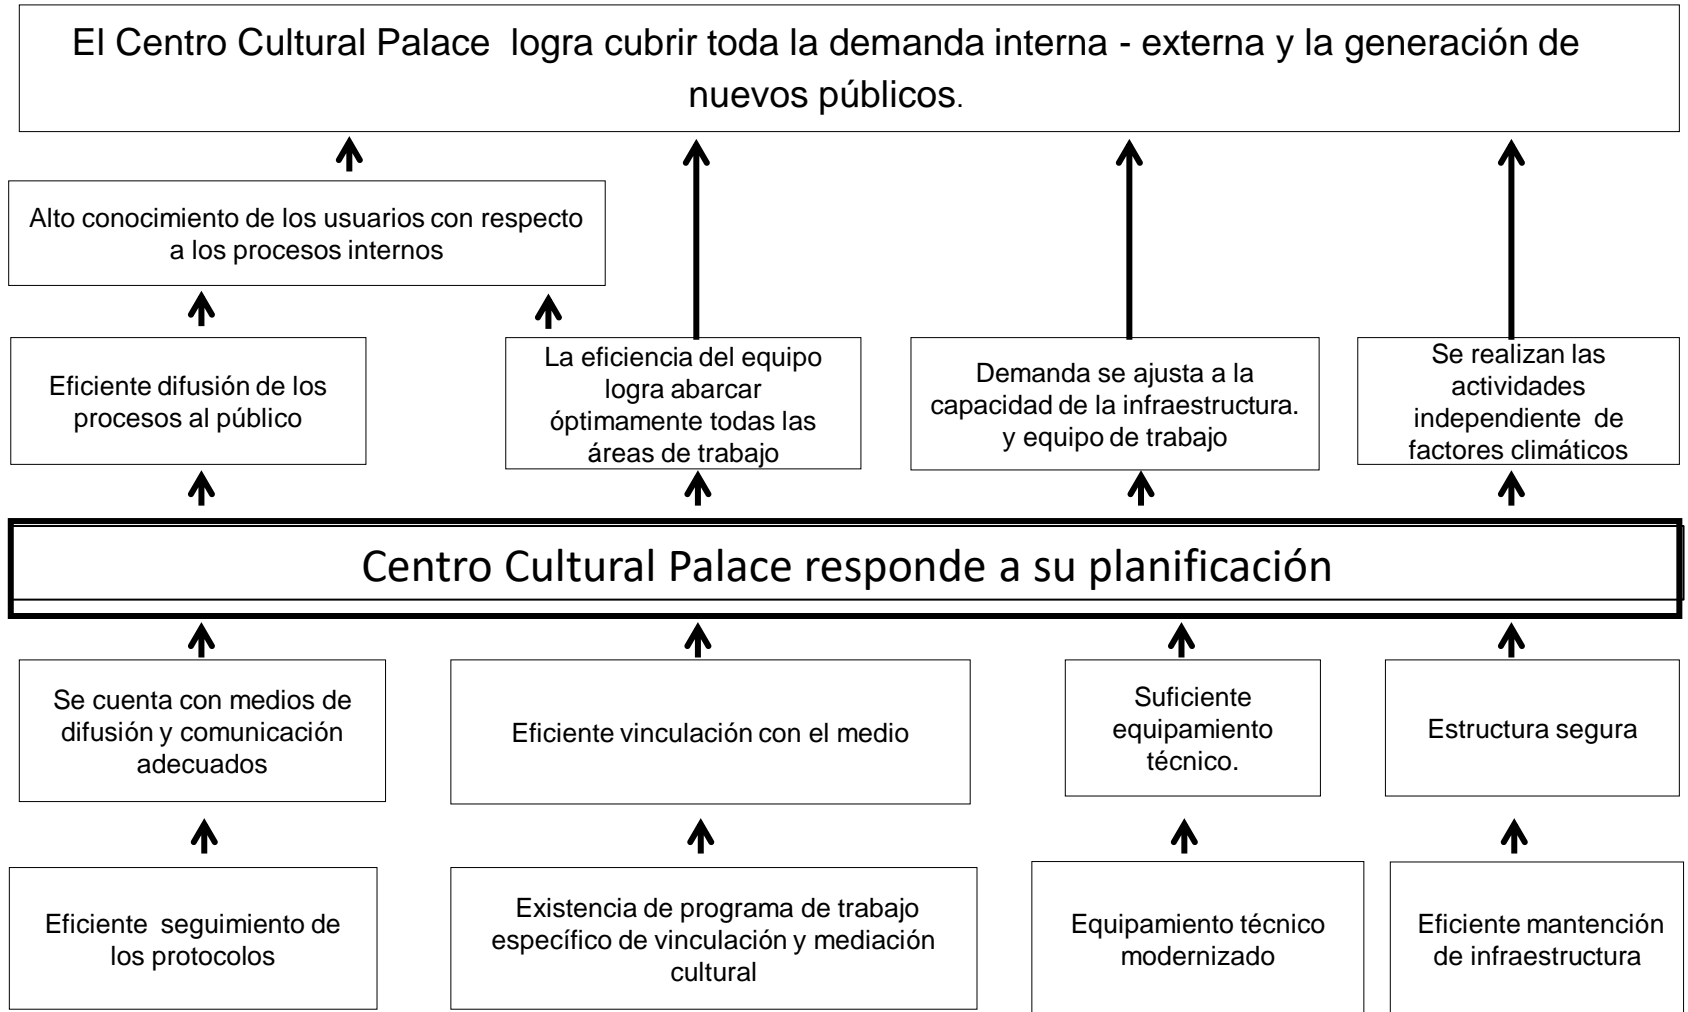 El Centro Cultural Palace logra cubrir toda la demanda interna - externa y la generación de
nuevos públicos.
Alto conocimiento de los usuarios con respecto
a los procesos internos
Eficiente difusión de los
procesos al público
La eficiencia del equipo
logra abarcar
óptimamente todas las
áreas de trabajo
Demanda se ajusta a la
capacidad de la infraestructura.
y equipo de trabajo
Se realizan las
actividades
independiente de
factores climáticos
Centro Cultural Palace responde a su planificación
Se cuenta con medios de
difusión y comunicación
adecuados
Eficiente vinculación con el medio
Suficiente
equipamiento
técnico.
Estructura segura
Eficiente seguimiento de
los protocolos
Existencia de programa de trabajo
específico de vinculación y mediación
cultural
Equipamiento técnico
modernizado
Eficiente mantención
de infraestructura